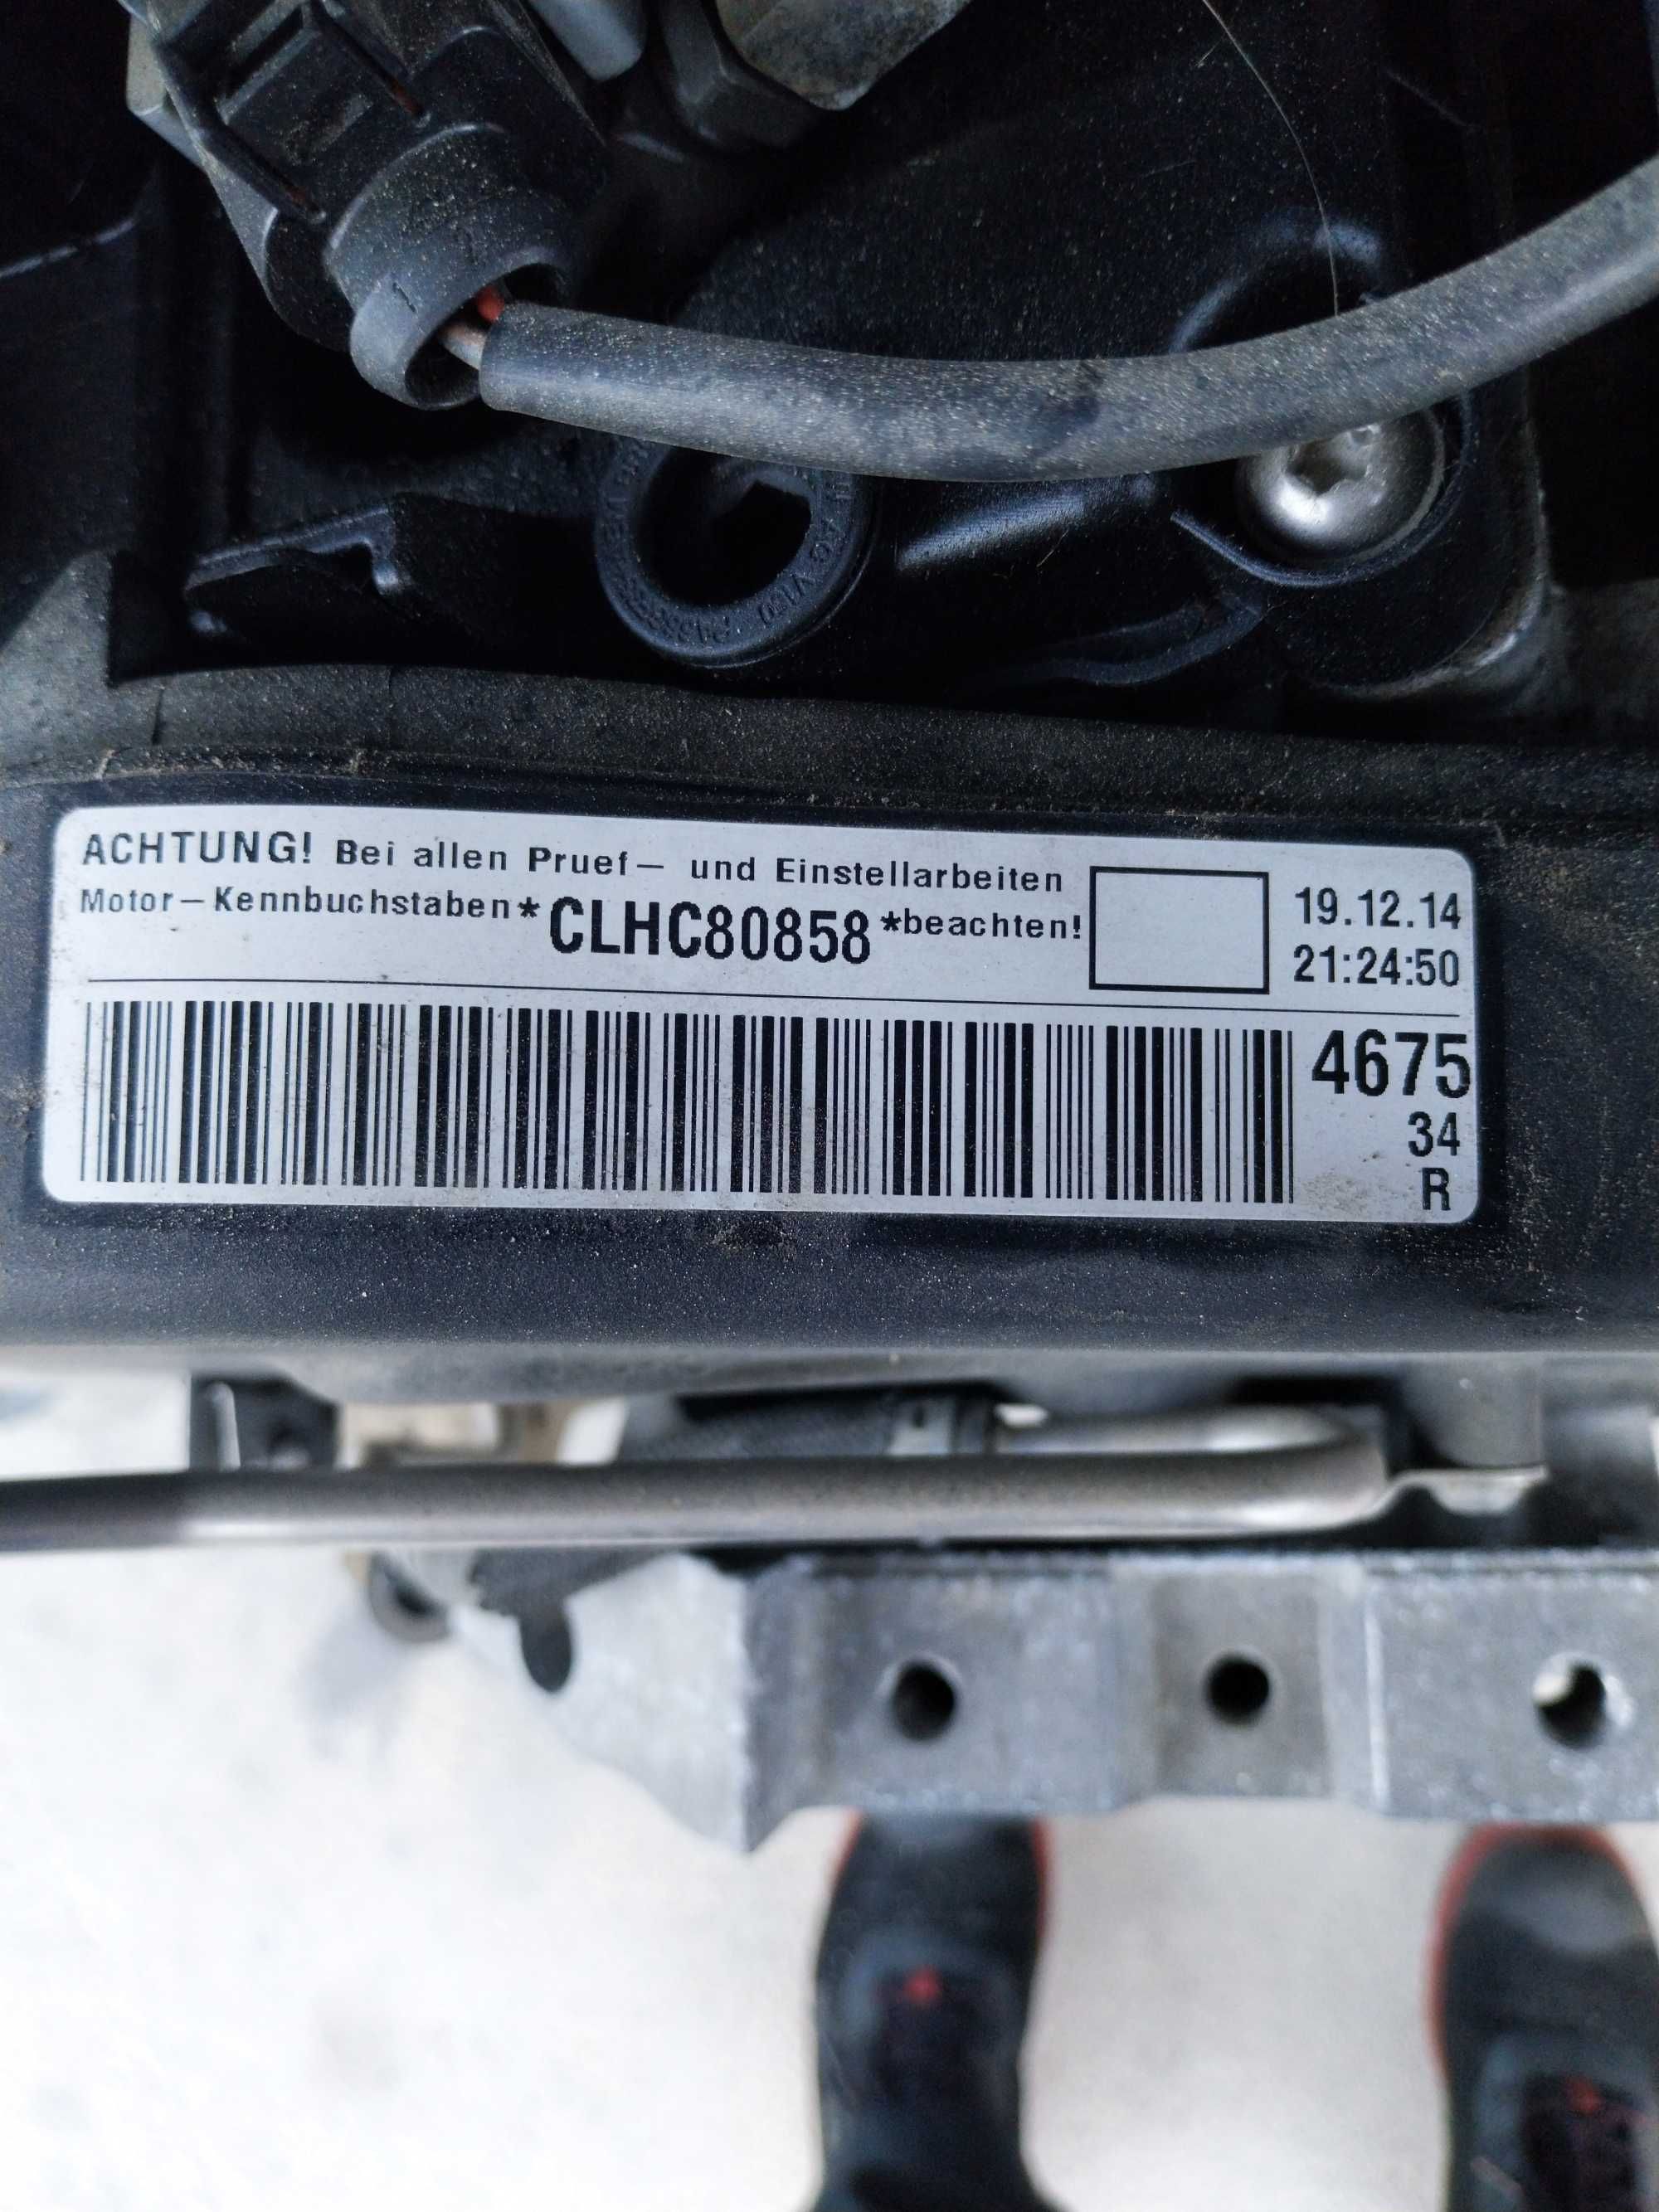 ACHTUNG! Bei allen Pruef- und Einstellarbeiten
Motor-Kennbuchstaben*CLHC80858*beachten!
19.12.14
21:24:50
4675
34
R